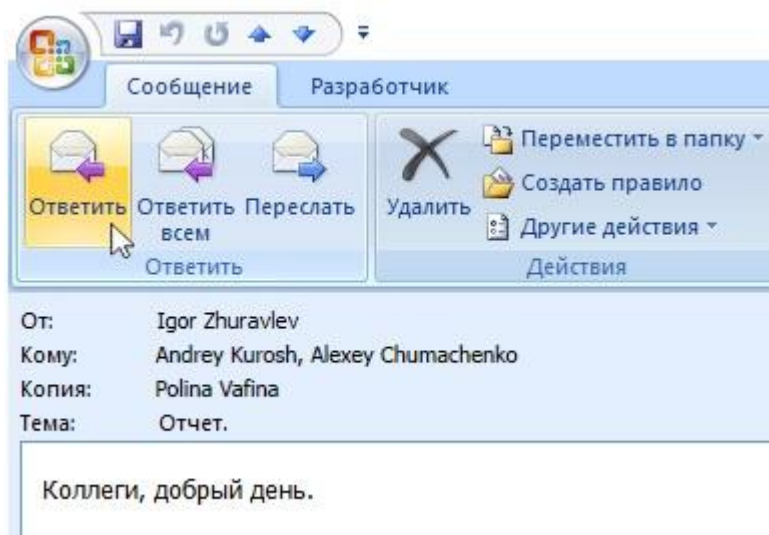 Сообщение Разработчик
Ответить Ответить всем Переслать Удалить
Переместить в папку
Создать правило
Другие действия
Ответить Действия
От: Igor Zhuravlev
Кому: Andrey Kurosh, Alexey Chumachenko
Копия: Polina Vafina
Тема: Отчет.
Коллеги, добрый день.